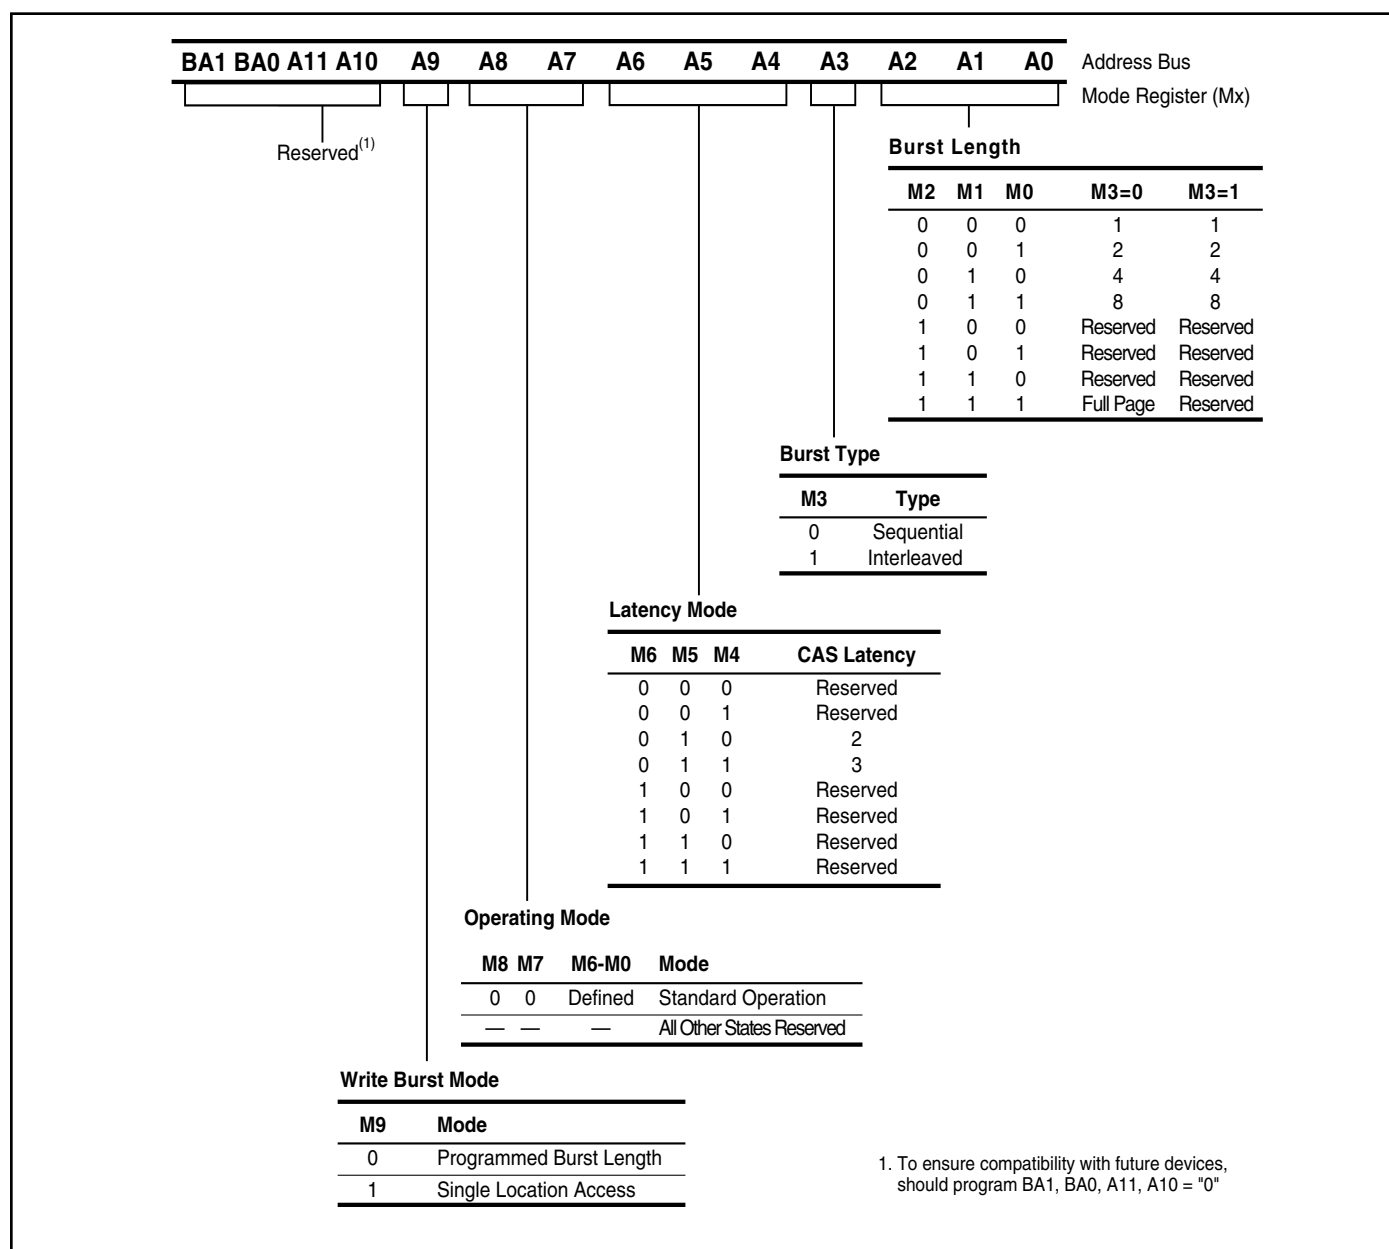 BA1 BA0 A11 A10 A9 A8 A7 A6 A5 A4 A3 A2 A1 A0 Address Bus
Mode Register (Mx)
Reserved(1)
Burst Length
M2 M1 M0 M3=0 M3=1
0 0 0 1 1
0 0 1 2 2
0 1 0 4 4
0 1 1 8 8
1 0 0 Reserved Reserved
1 0 1 Reserved Reserved
1 1 0 Reserved Reserved
1 1 1 Full Page Reserved
Burst Type
M3 Type
0 Sequential
1 Interleaved
Latency Mode
M6 M5 M4 CAS Latency
0 0 0 Reserved
0 0 1 Reserved
0 1 0 2
0 1 1 3
1 0 0 Reserved
1 0 1 Reserved
1 1 0 Reserved
1 1 1 Reserved
Operating Mode
M8 M7 M6-M0 Mode
0 0 Defined Standard Operation
— — — All Other States Reserved
Write Burst Mode
M9 Mode
0 Programmed Burst Length
1 Single Location Access
1. To ensure compatibility with future devices,
should program BA1, BA0, A11, A10 = "0"